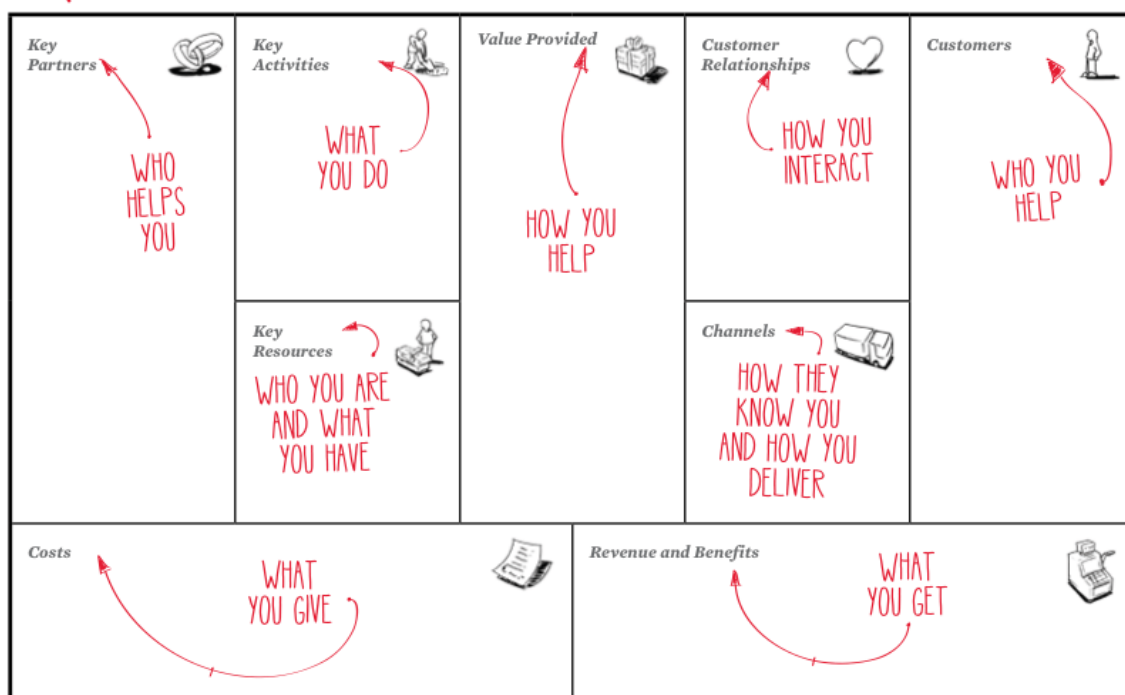 Key
Partners
WHO
HELPS
YOU
Key
Activities
WHAT
YOU DO
Key
Resources
WHO YOU ARE
AND WHAT
YOU HAVE
Value Provided
HOW YOU
HELP
Customer
Relationships
HOW YOU
INTERACT
Channels
HOW THEY
KNOW YOU
AND HOW YOU
DELIVER
Customers
WHO YOU
HELP
Costs
WHAT
YOU GIVE
Revenue and Benefits
WHAT
YOU GET